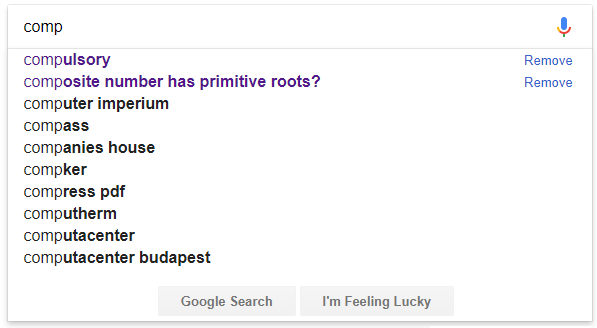 comp
compulsory Remove
composite number has primitive roots? Remove
computer imperium
compass
companies house
compker
compress pdf
computherm
computacenter
computacenter budapest
Google Search I'm Feeling Lucky